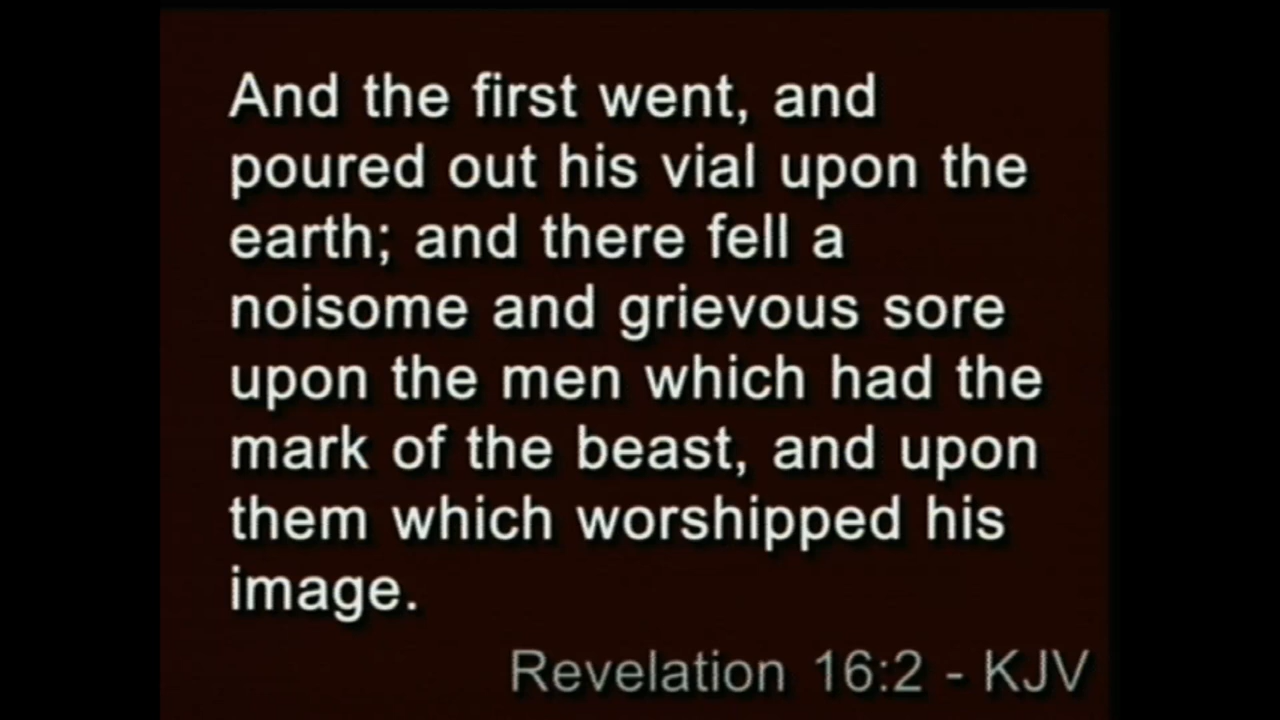 And the first went, and
poured out his vial upon the
earth; and there fell a
noisome and grievous sore
upon the men which had the
mark of the beast, and upon
them which worshipped his
image.
Revelation 16:2 - KJV